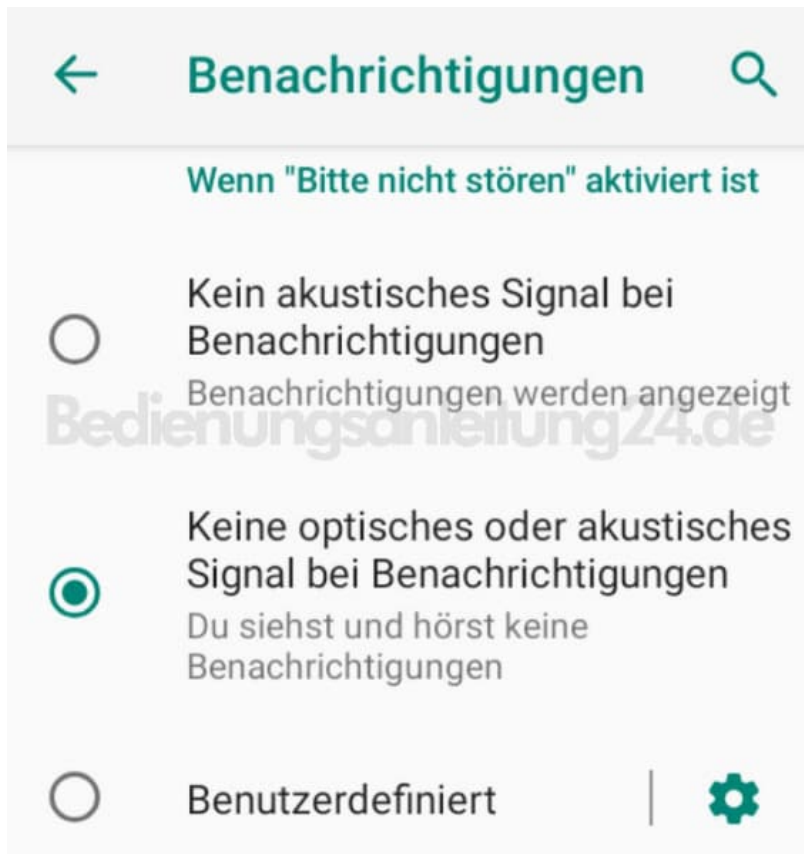 Benachrichtigungen
Wenn "Bitte nicht stören" aktiviert ist
Kein akustisches Signal bei
Benachrichtigungen
Benachrichtigungen werden angezeigt
Bedienungsanleitung24.de
Keine optisches oder akustisches
Signal bei Benachrichtigungen
Du siehst und hörst keine
Benachrichtigungen
Benutzerdefiniert